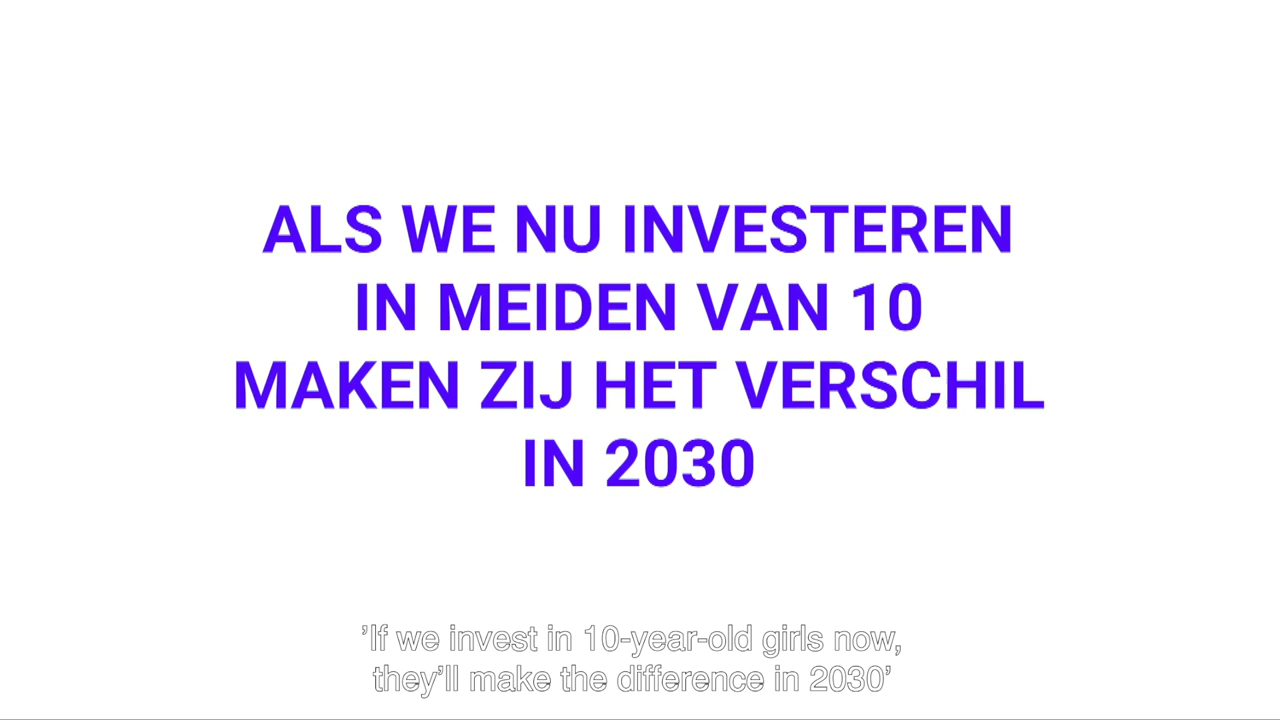 ALS WE NU INVESTEREN
IN MEIDEN VAN 10
MAKEN ZIJ HET VERSCHIL
IN 2030
’If we invest in 10-year-old girls now,
they’ll make the difference in 2030’